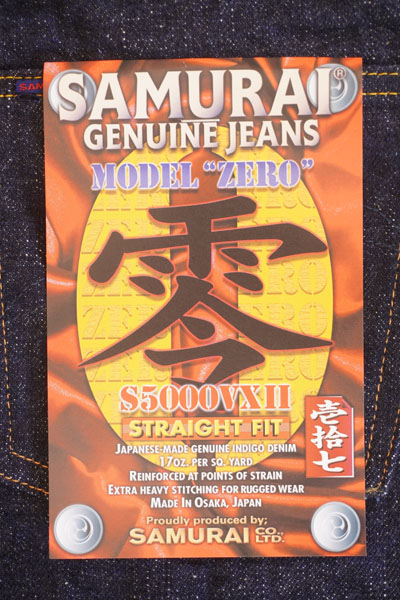 SAM
SAMURAI®
GENUINE JEANS
MODEL "ZERO"
ZERO
零
S5000VXII
STRAIGHT FIT
壱拾七
JAPANESE-MADE GENUINE INDIGO DENIM
17OZ. PER SQ. YARD
REINFORCED AT POINTS OF STRAIN
EXTRA HEAVY STITCHING FOR RUGGED WEAR
MADE IN OSAKA, JAPAN
Proudly produced by;
SAMURAI CO. LTD.